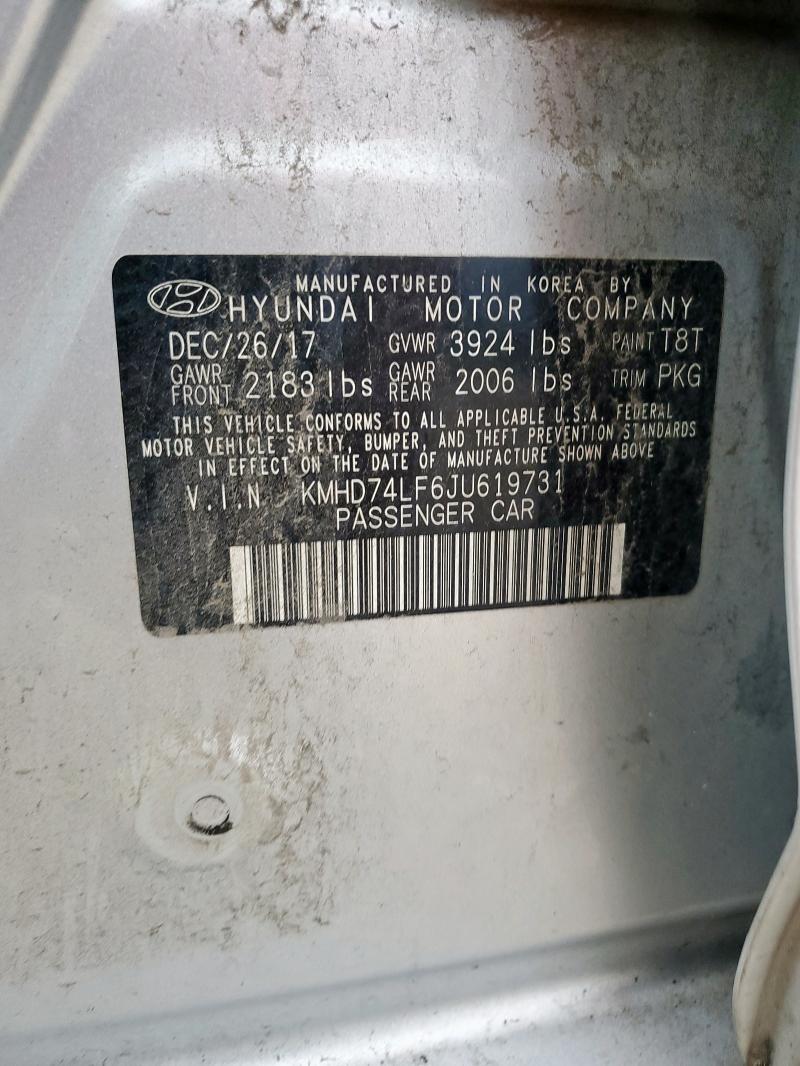 MANUFACTURED IN KOREA BY
HYUNDAI MOTOR COMPANY
DEC/26/17 GVWR 3924 lbs PAINT T8T
GAWR FRONT 2183 lbs GAWR REAR 2006 lbs TRIM PKG
THIS VEHICLE CONFORMS TO ALL APPLICABLE U.S.A. FEDERAL
MOTOR VEHICLE SAFETY, BUMPER, AND THEFT PREVENTION STANDARDS
IN EFFECT ON THE DATE OF MANUFACTURE SHOWN ABOVE
V.I.N. KMHD74LF6JU619731
PASSENGER CAR